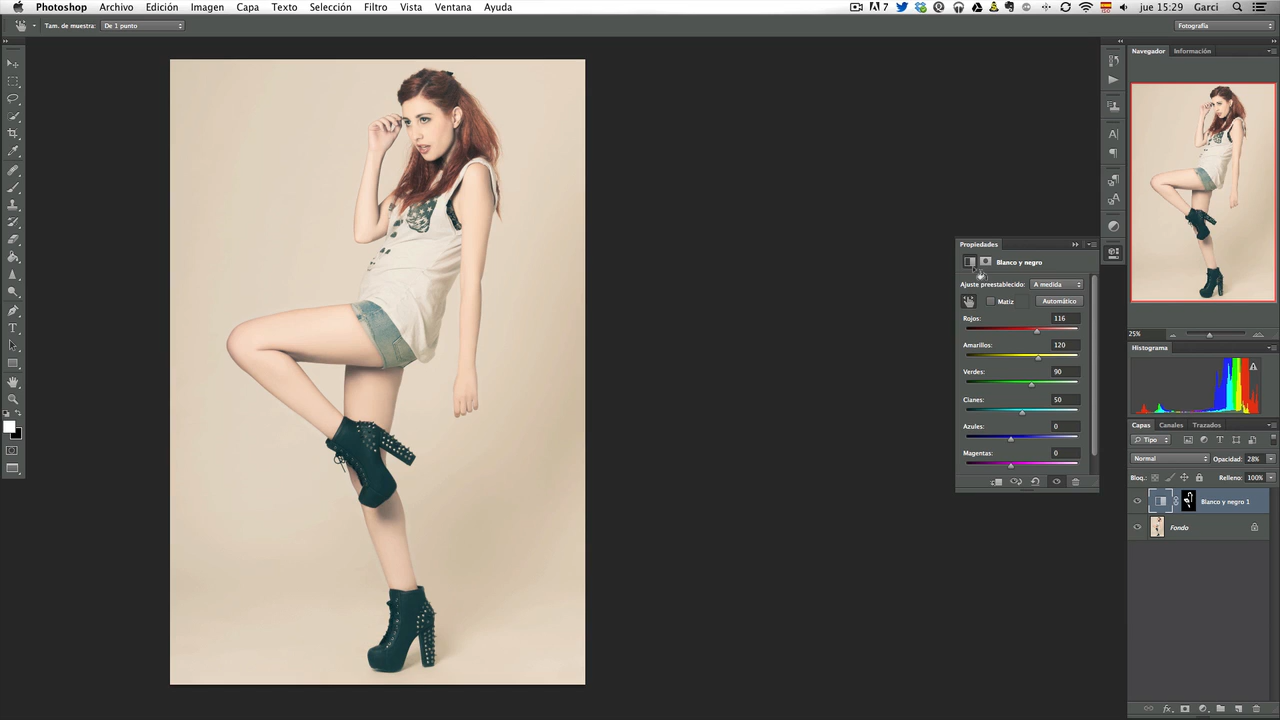 Photoshop Archivo Edición Imagen Capa Texto Selección Filtro Vista Ventana Ayuda
7 jue 15:29 Garci
Tam. de muestra: De 1 punto
Fotografía
Navegador Información
25%
Histograma
Capas Canales Trazados
Tipo
Normal Opacidad: 28%
Bloq.: Relleno: 100%
Blanco y negro 1
Fondo
Propiedades
Blanco y negro
Ajuste preestablecido: A medida
Matiz Automático
Rojos: 116
Amarillos: 120
Verdes: 90
Cianes: 50
Azules: 0
Magentas: 0